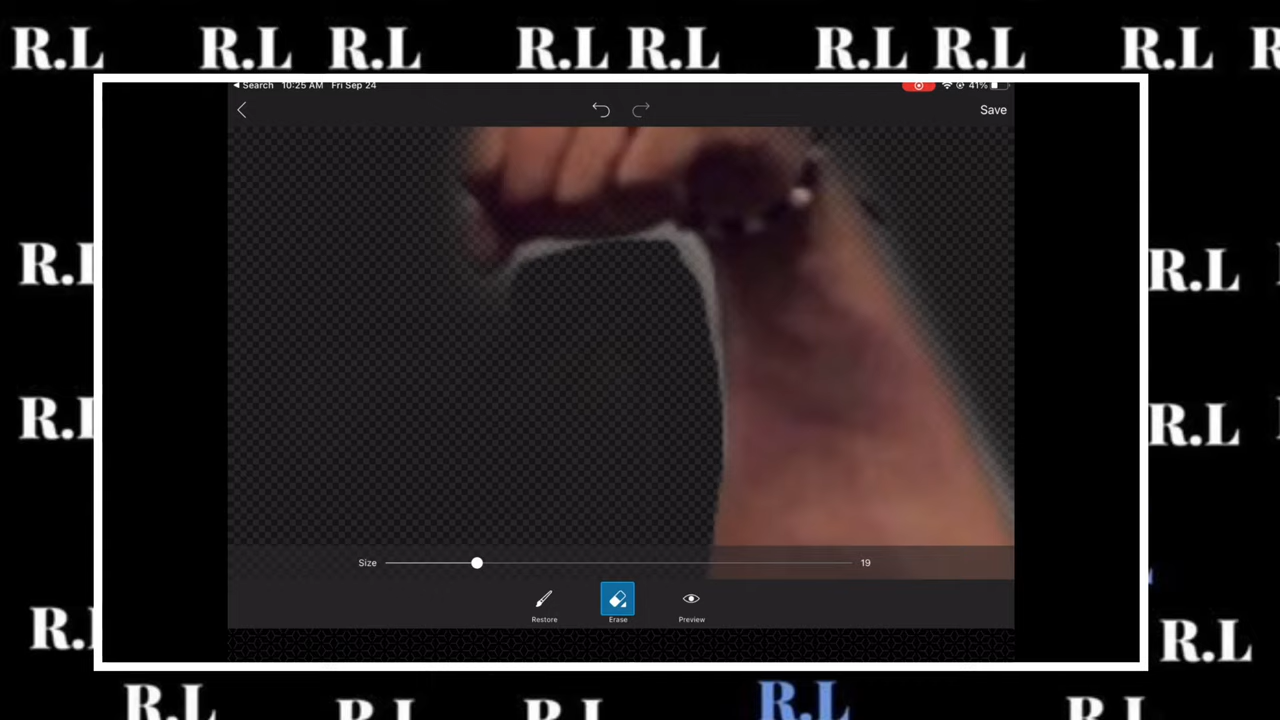 R.L R.L R.L R.L R.L R.L R.L R.L R
Search 10:25 AM Fri Sep 24 41%
Save
R.L R.L
R.L R.L
Size 19
Restore Erase Preview
R.L R.L
R.L R.L R.L R.L R.L